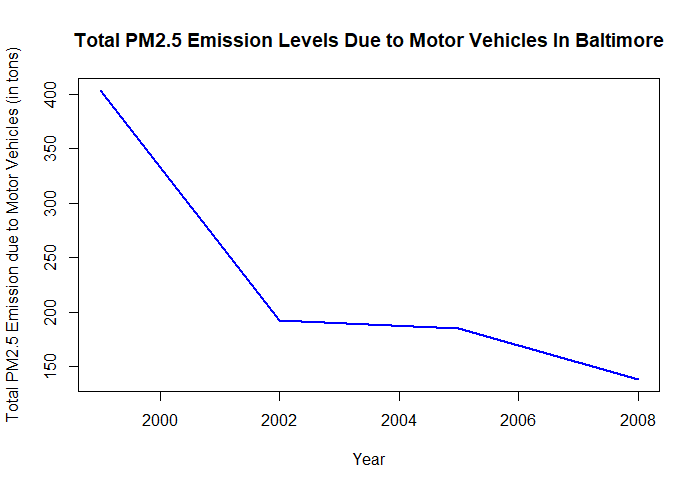 Total PM2.5 Emission Levels Due to Motor Vehicles In Baltimore
Total PM2.5 Emission due to Motor Vehicles (in tons)
400
350
300
250
200
150
2000 2002 2004 2006 2008
Year